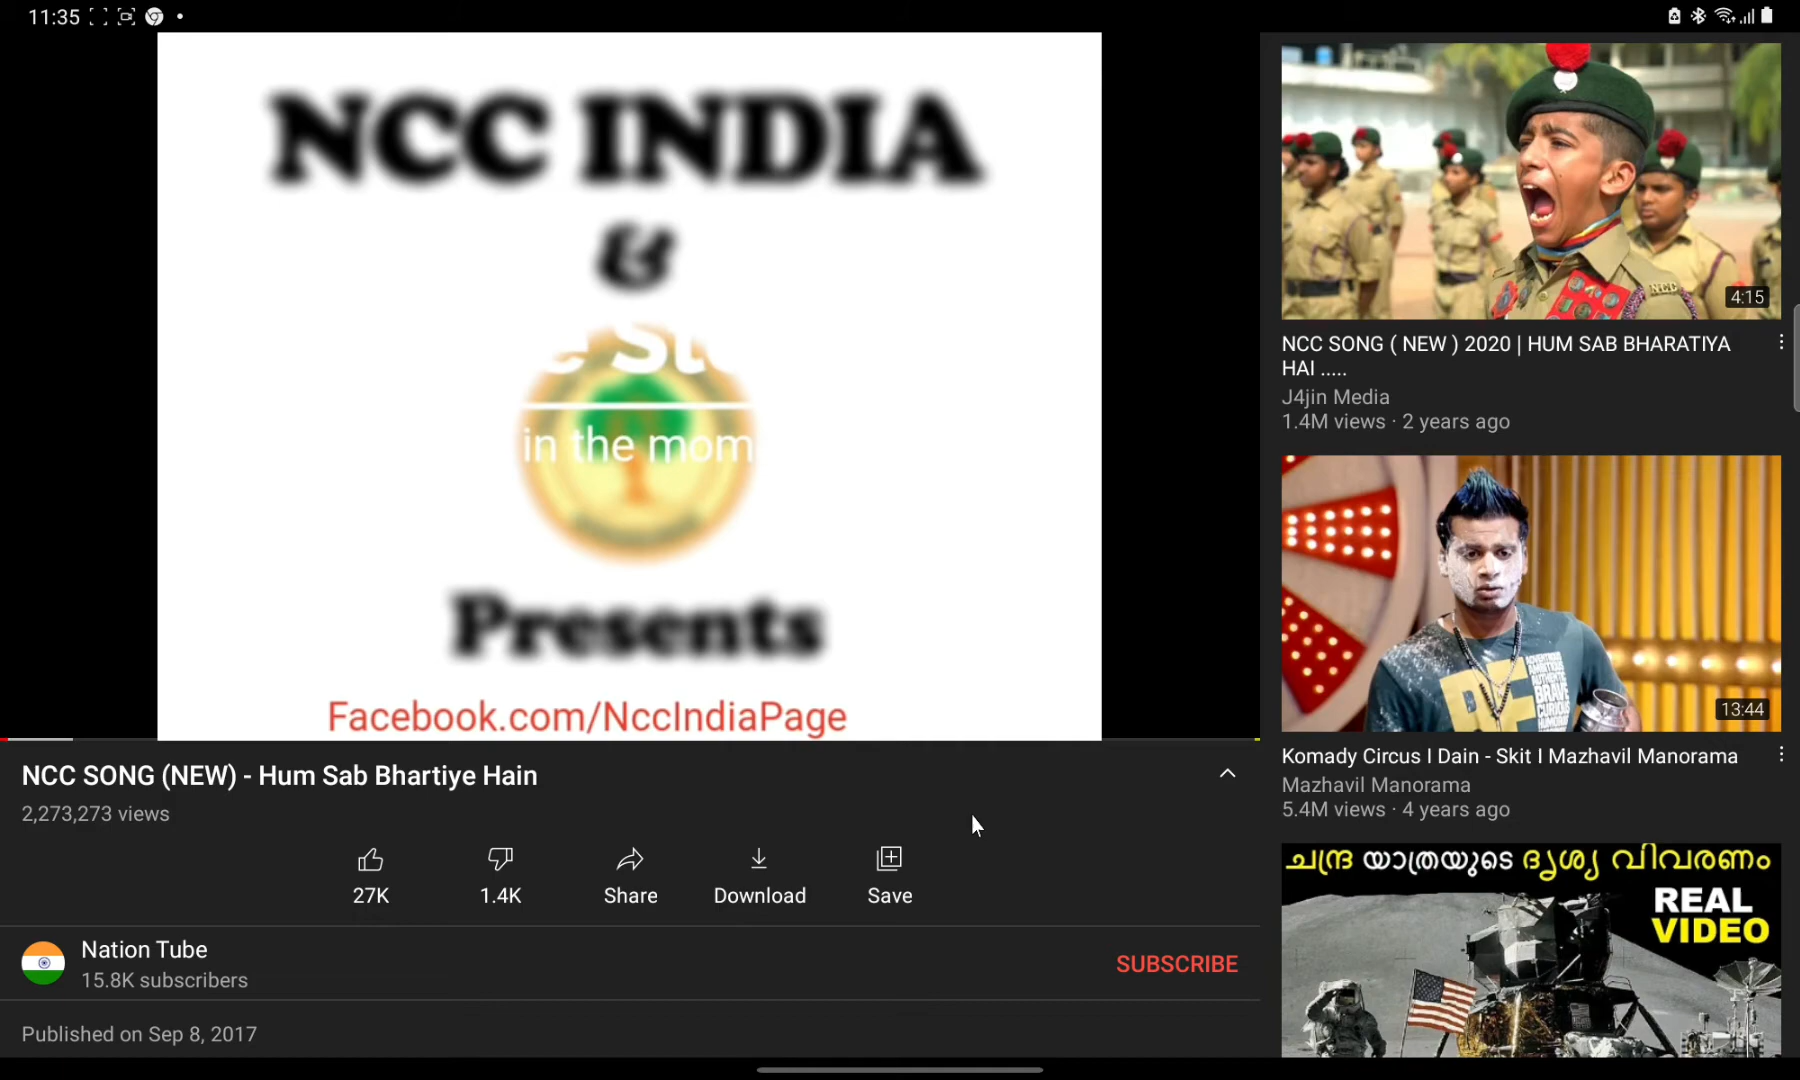 11:35
NCC INDIA
&
e St
in the mom
Presents
Facebook.com/NccIndiaPage
NCC SONG (NEW) - Hum Sab Bhartiye Hain
2,273,273 views
27K
1.4K
Share
Download
Save
Nation Tube
15.8K subscribers
SUBSCRIBE
Published on Sep 8, 2017
NCC
4:15
NCC SONG ( NEW ) 2020 | HUM SAB BHARATIYA
HAI .....
J4jin Media
1.4M views · 2 years ago
13:44
Komady Circus I Dain - Skit I Mazhavil Manorama
Mazhavil Manorama
5.4M views · 4 years ago
ചന്ദ്ര യാത്രയുടെ ദൃശ്യ വിവരണം
REAL
VIDEO